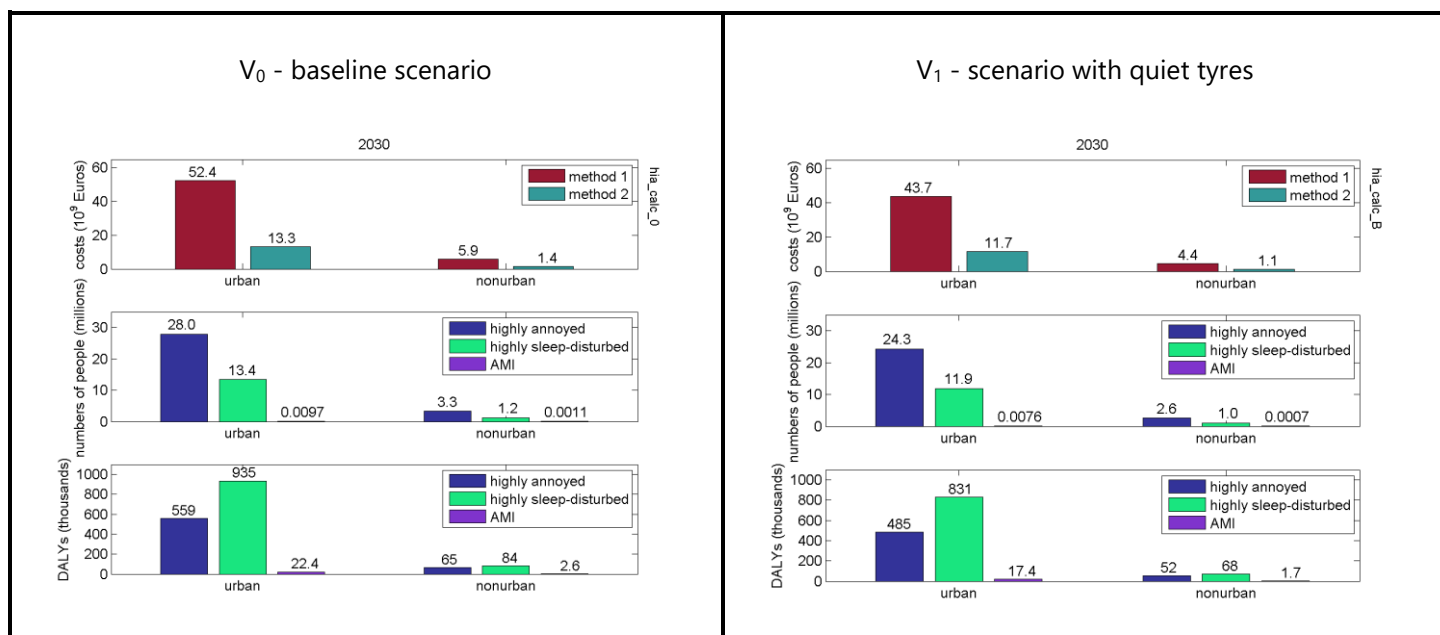 V₀ - baseline scenario
2030
costs (10⁹ Euros)
60
40
20
0
52.4
13.3
5.9
1.4
method 1
method 2
urban
nonurban
hia_calc_0
numbers of people (millions)
30
20
10
0
28.0
13.4
0.0097
3.3
1.2
0.0011
highly annoyed
highly sleep-disturbed
AMI
urban
nonurban
DALYs (thousands)
1000
800
600
400
200
0
559
935
22.4
65
84
2.6
highly annoyed
highly sleep-disturbed
AMI
urban
nonurban
V₁ - scenario with quiet tyres
2030
costs (10⁹ Euros)
60
40
20
0
43.7
11.7
4.4
1.1
method 1
method 2
urban
nonurban
hia_calc_B
numbers of people (millions)
30
20
10
0
24.3
11.9
0.0076
2.6
1.0
0.0007
highly annoyed
highly sleep-disturbed
AMI
urban
nonurban
DALYs (thousands)
1000
800
600
400
200
0
485
831
17.4
52
68
1.7
highly annoyed
highly sleep-disturbed
AMI
urban
nonurban